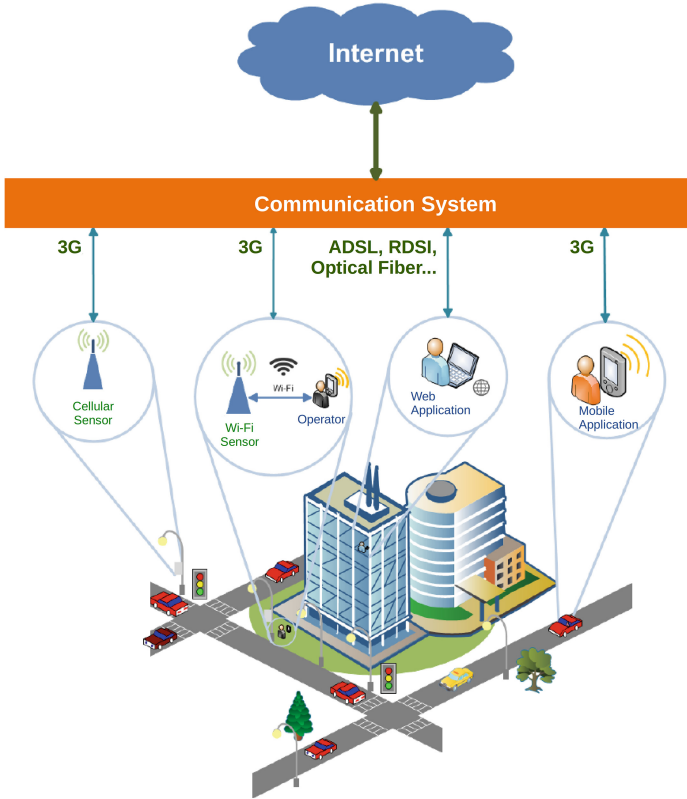 Internet
Communication System
3G
3G
ADSL, RDSI,
Optical Fiber...
3G
Cellular
Sensor
Wi-Fi
Wi-Fi
Sensor
Operator
Web
Application
Mobile
Application